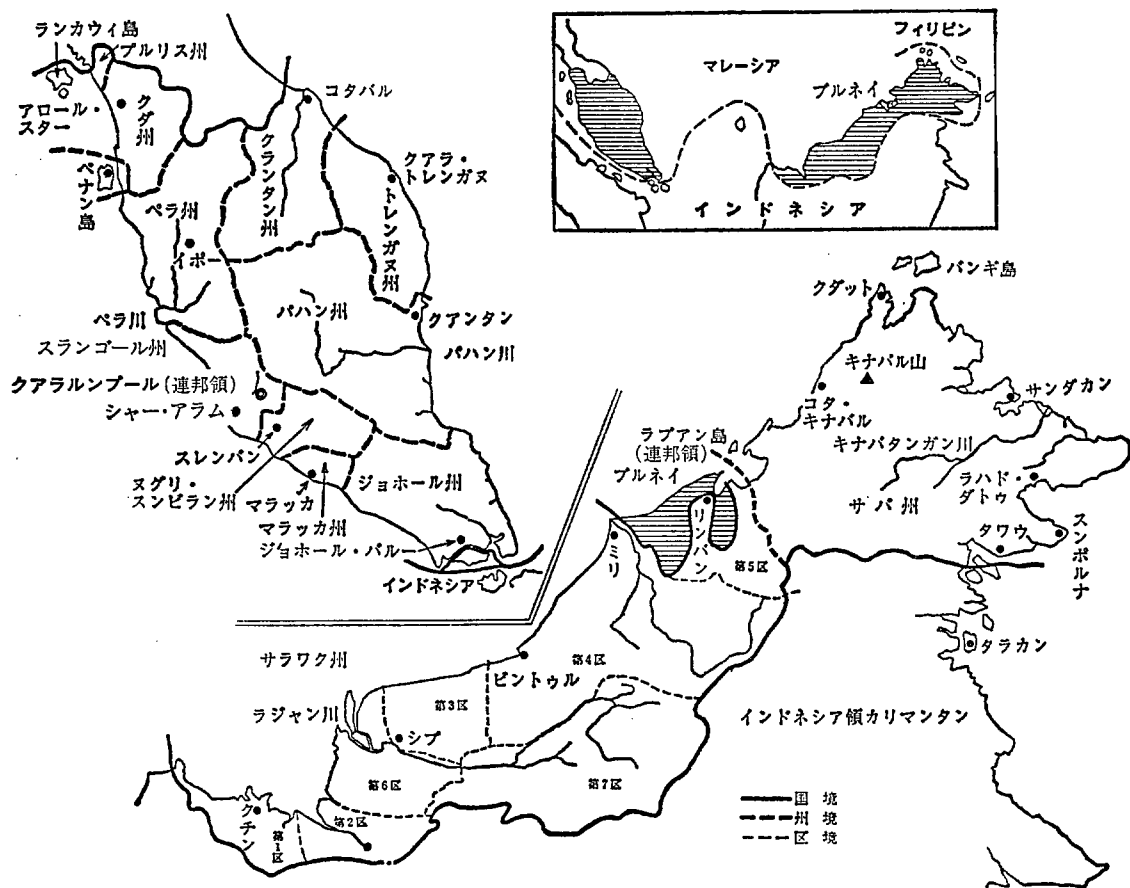 ランカウィ島
プルリス州
アロール・
スター
クダ州
ペナン島
ペラ州
イポー
クランタン州
コタバル
クアラ・
トレンガヌ
トレンガヌ州
ペラ川
スランゴール州
パハン州
クアンタン
パハン川
クアラルンプール(連邦領)
シャー・アラム
スレンバン
ヌグリ・
スンビラン州
マラッカ
マラッカ州
ジョホール州
ジョホール・バルー
インドネシア
フィリピン
マレーシア
ブルネイ
インドネシア
バンギ島
クダット
キナバル山
コタ・
キナバル
サンダカン
キナバタンガン川
ラハド・
ダトゥ
サバ州
タワウ
スンポルナ
ラブアン島
(連邦領)
ブルネイ
リンバン
ミリ
第5区
タラカン
サラワク州
第4区
ビントゥル
第3区
ラジャン川
シブ
インドネシア領カリマンタン
第6区
第7区
第2区
クチン
第1区
国境
州境
区境